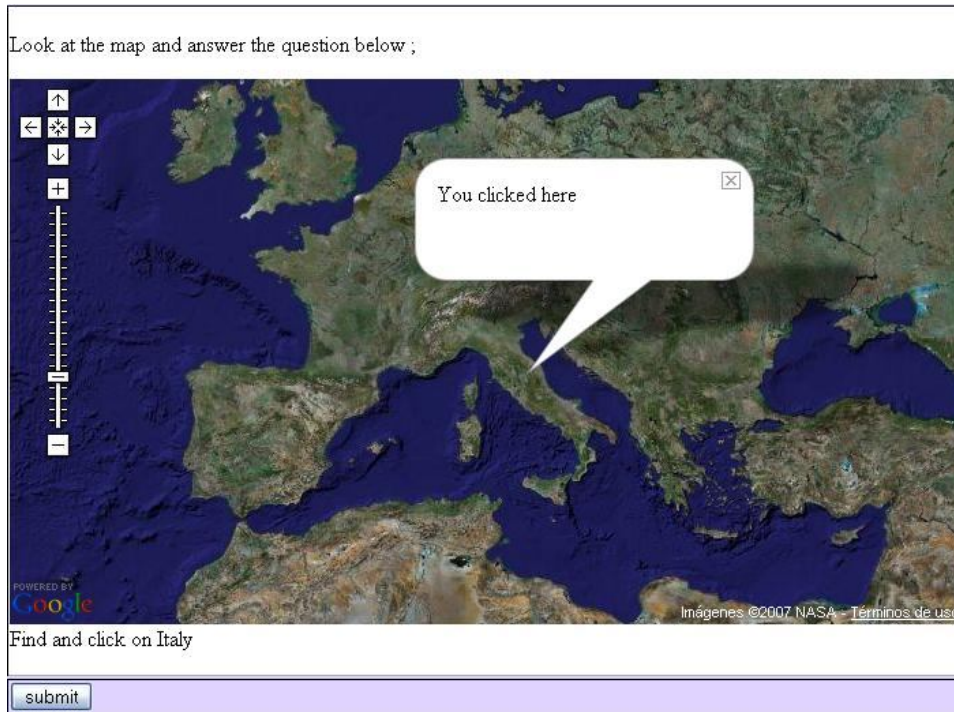 Look at the map and answer the question below ;
You clicked here
POWERED BY
Google
Imágenes ©2007 NASA - Términos de uso
Find and click on Italy
submit